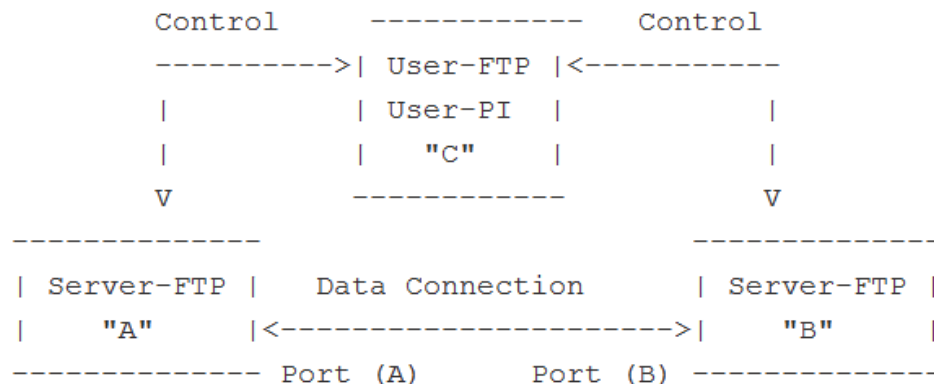 Control ------------ Control
---------->| User-FTP |<-----------
| | User-PI | |
| | "C" | |
V ------------ V
-------------- --------------
| Server-FTP | Data Connection | Server-FTP |
| "A" |<---------------------->| "B" |
-------------- Port (A) Port (B) --------------